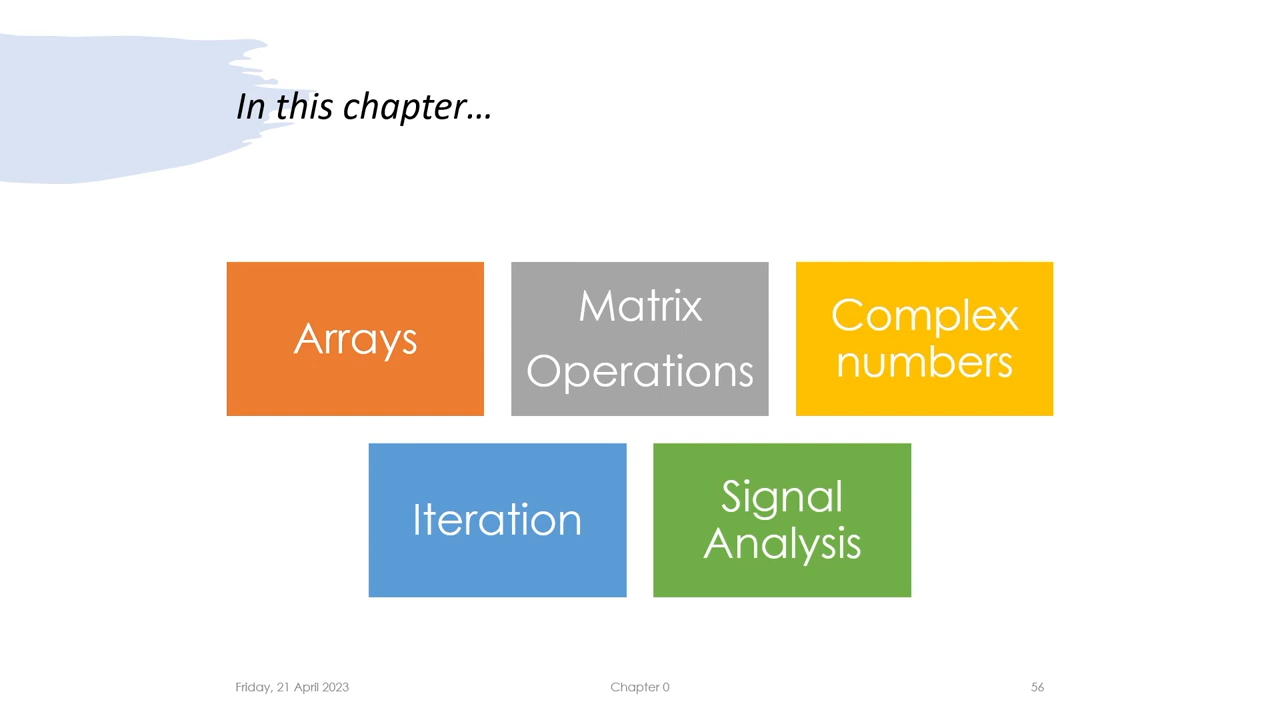 In this chapter…
Arrays
Matrix
Operations
Complex
numbers
Iteration
Signal
Analysis
Friday, 21 April 2023
Chapter 0
56